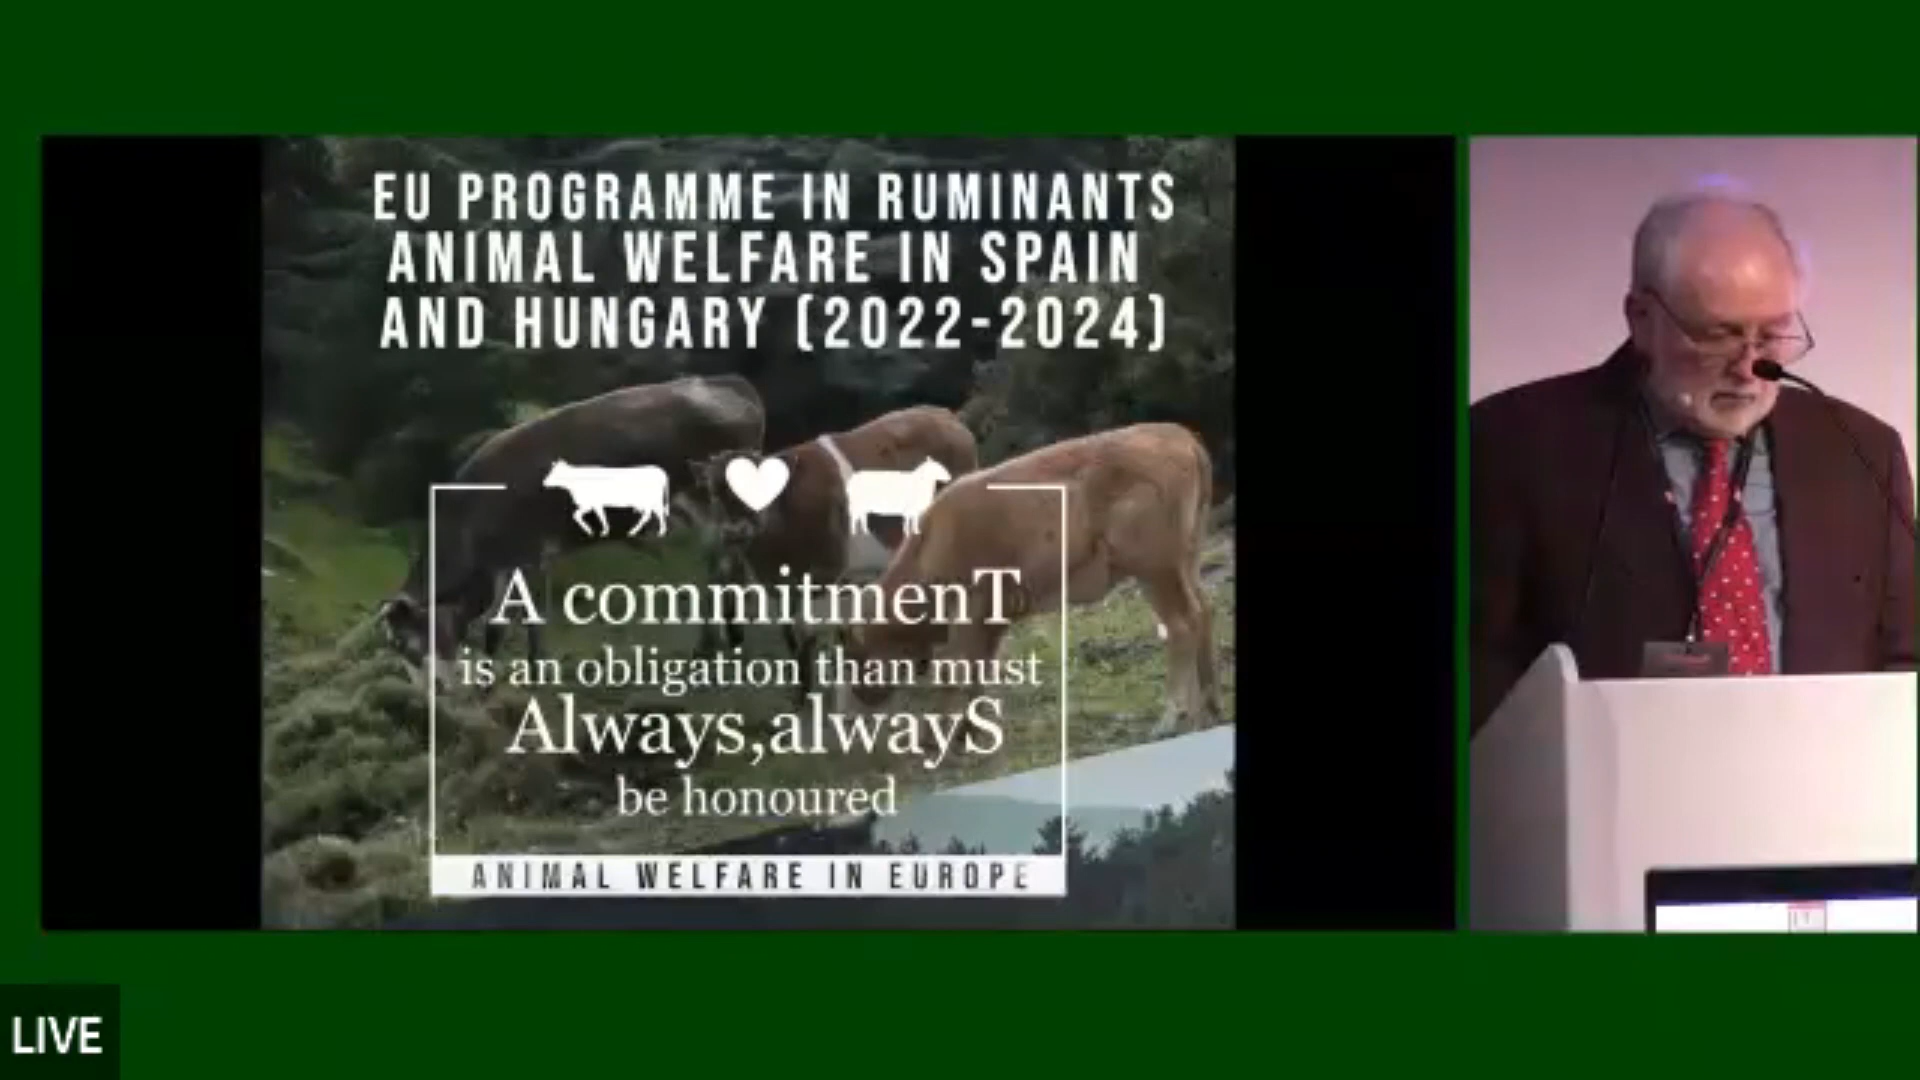 EU PROGRAMME IN RUMINANTS
ANIMAL WELFARE IN SPAIN
AND HUNGARY (2022-2024)
A commitmenT
is an obligation than must
Always,alwayS
be honoured
ANIMAL WELFARE IN EUROPE
LIVE